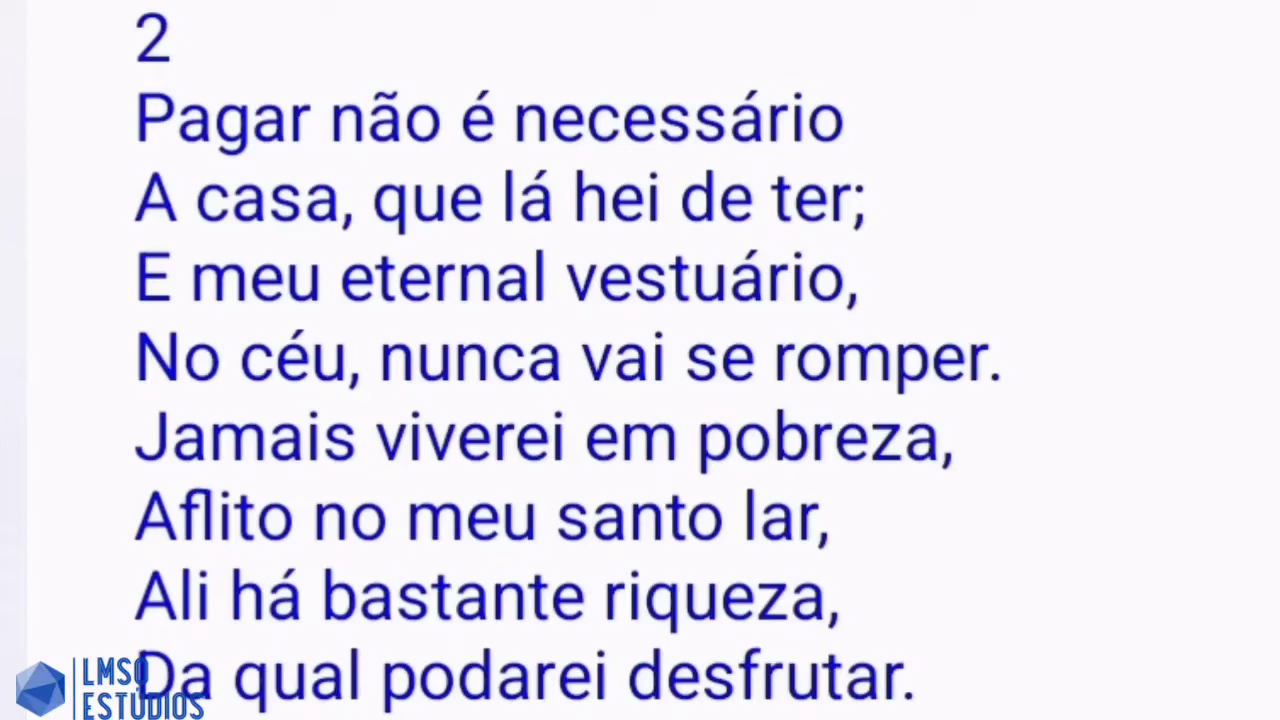 2
Pagar não é necessário
A casa, que lá hei de ter;
E meu eternal vestuário,
No céu, nunca vai se romper.
Jamais viverei em pobreza,
Aflito no meu santo lar,
Ali há bastante riqueza,
Da qual podarei desfrutar.
LMSO
ESTÚDIOS